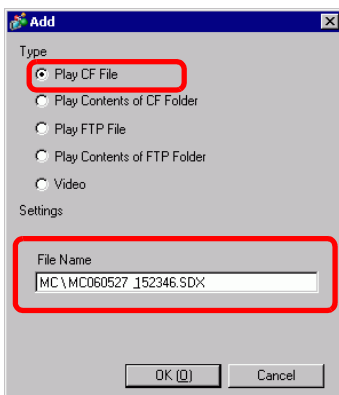 Add
Type
Play CF File
Play Contents of CF Folder
Play FTP File
Play Contents of FTP Folder
Video
Settings
File Name
MC\MC060527_152346.SDX
OK (O) Cancel